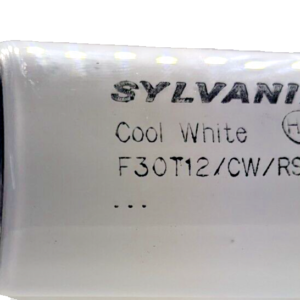 SYLVANI
Cool White
F30T12/CW/RS
...